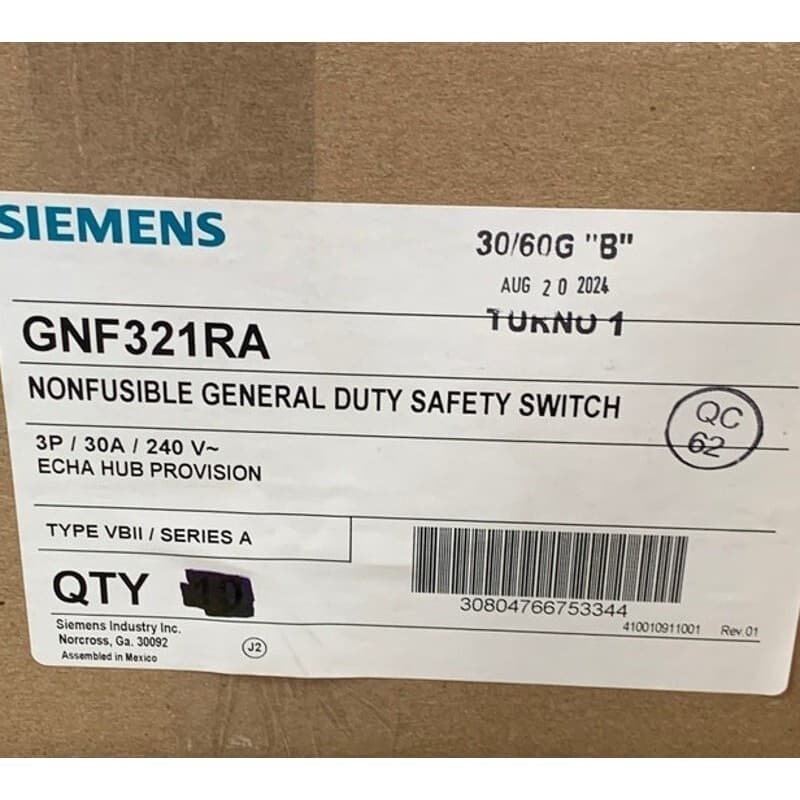 SIEMENS
30/60G "B"
AUG 20 2024
TURNO 1
GNF321RA
NONFUSIBLE GENERAL DUTY SAFETY SWITCH
QC
62
3P / 30A / 240 V~
ECHA HUB PROVISION
TYPE VBII / SERIES A
QTY 10
30804766753344
Siemens Industry Inc.
Norcross, Ga. 30092
Assembled in Mexico
J2
410010911001 Rev.01